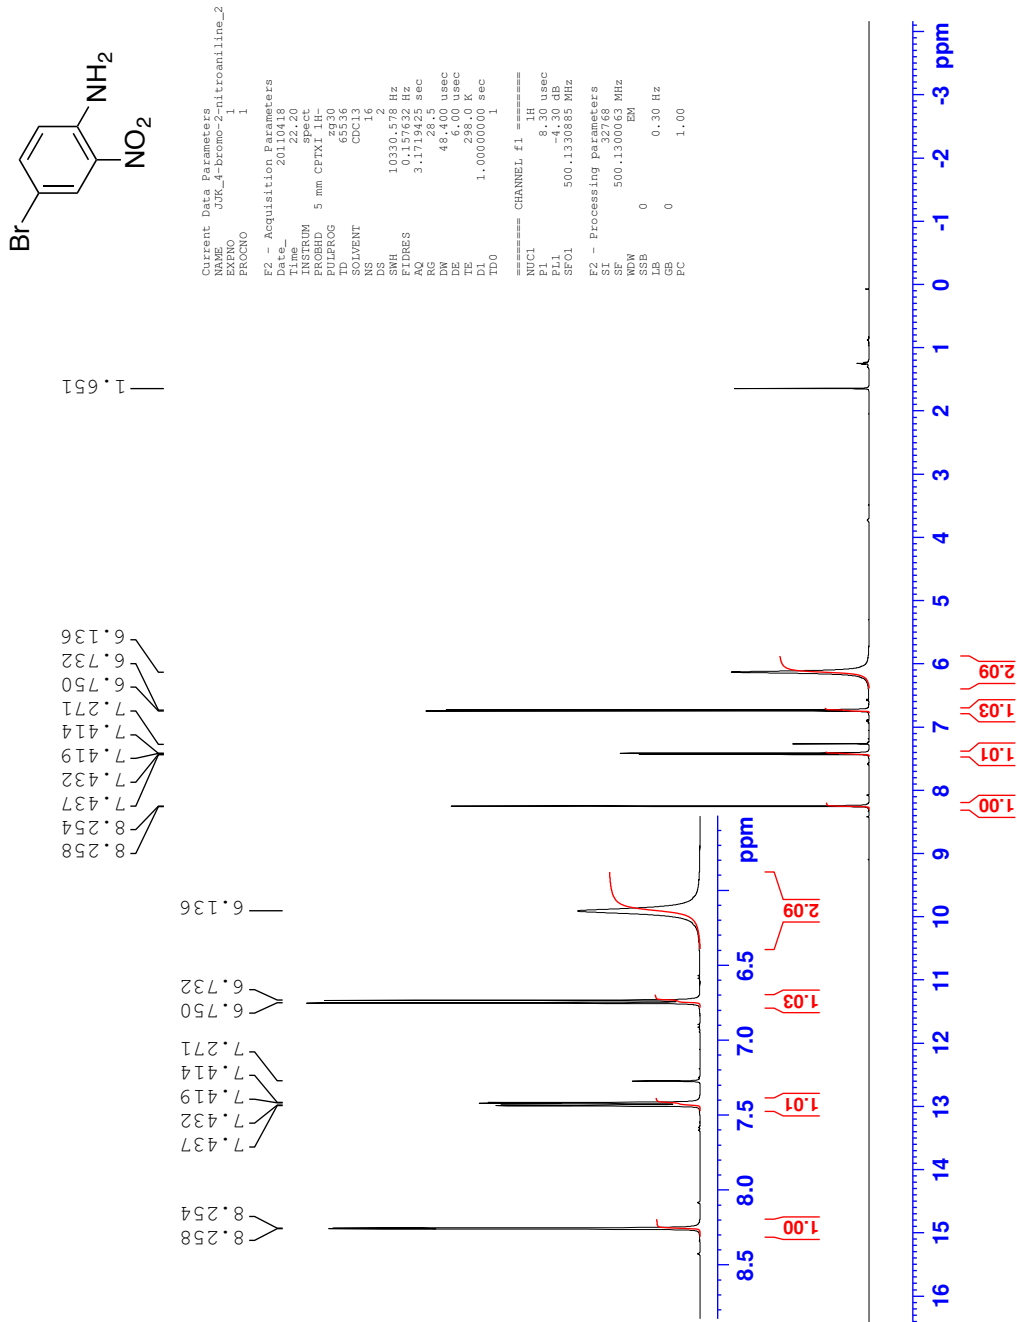 Br
NO2
NH2
Current Data Parameters
NAME JJK_4-bromo-2-nitroaniline_2
EXPNO 1
PROCNO 1
F2 - Acquisition Parameters
Date_ 20110418
Time 22.20
INSTRUM spect
PROBHD 5 mm CPTXI 1H-
PULPROG zg30
TD 65536
SOLVENT CDCl3
NS 16
DS 2
SWH 10330.578 Hz
FIDRES 0.157632 Hz
AQ 3.1719425 sec
RG 28.5
DW 48.400 usec
DE 6.00 usec
TE 298.0 K
D1 1.00000000 sec
TD0 1
======== CHANNEL f1 ========
NUC1 1H
P1 8.30 usec
PL1 -4.30 dB
SFO1 500.1330885 MHz
F2 - Processing parameters
SI 32768
SF 500.1300063 MHz
WDW EM
SSB 0
LB 0.30 Hz
GB 0
PC 1.00
8.258
8.254
7.437
7.432
7.419
7.414
7.271
6.750
6.732
6.136
1.651
8.258
8.254
7.437
7.432
7.419
7.414
7.271
6.750
6.732
6.136
8.5 8.0 7.5 7.0 6.5 ppm
1.00 1.01 1.03 2.09
16 15 14 13 12 11 10 9 8 7 6 5 4 3 2 1 0 -1 -2 -3 ppm
1.00 1.01 1.03 2.09